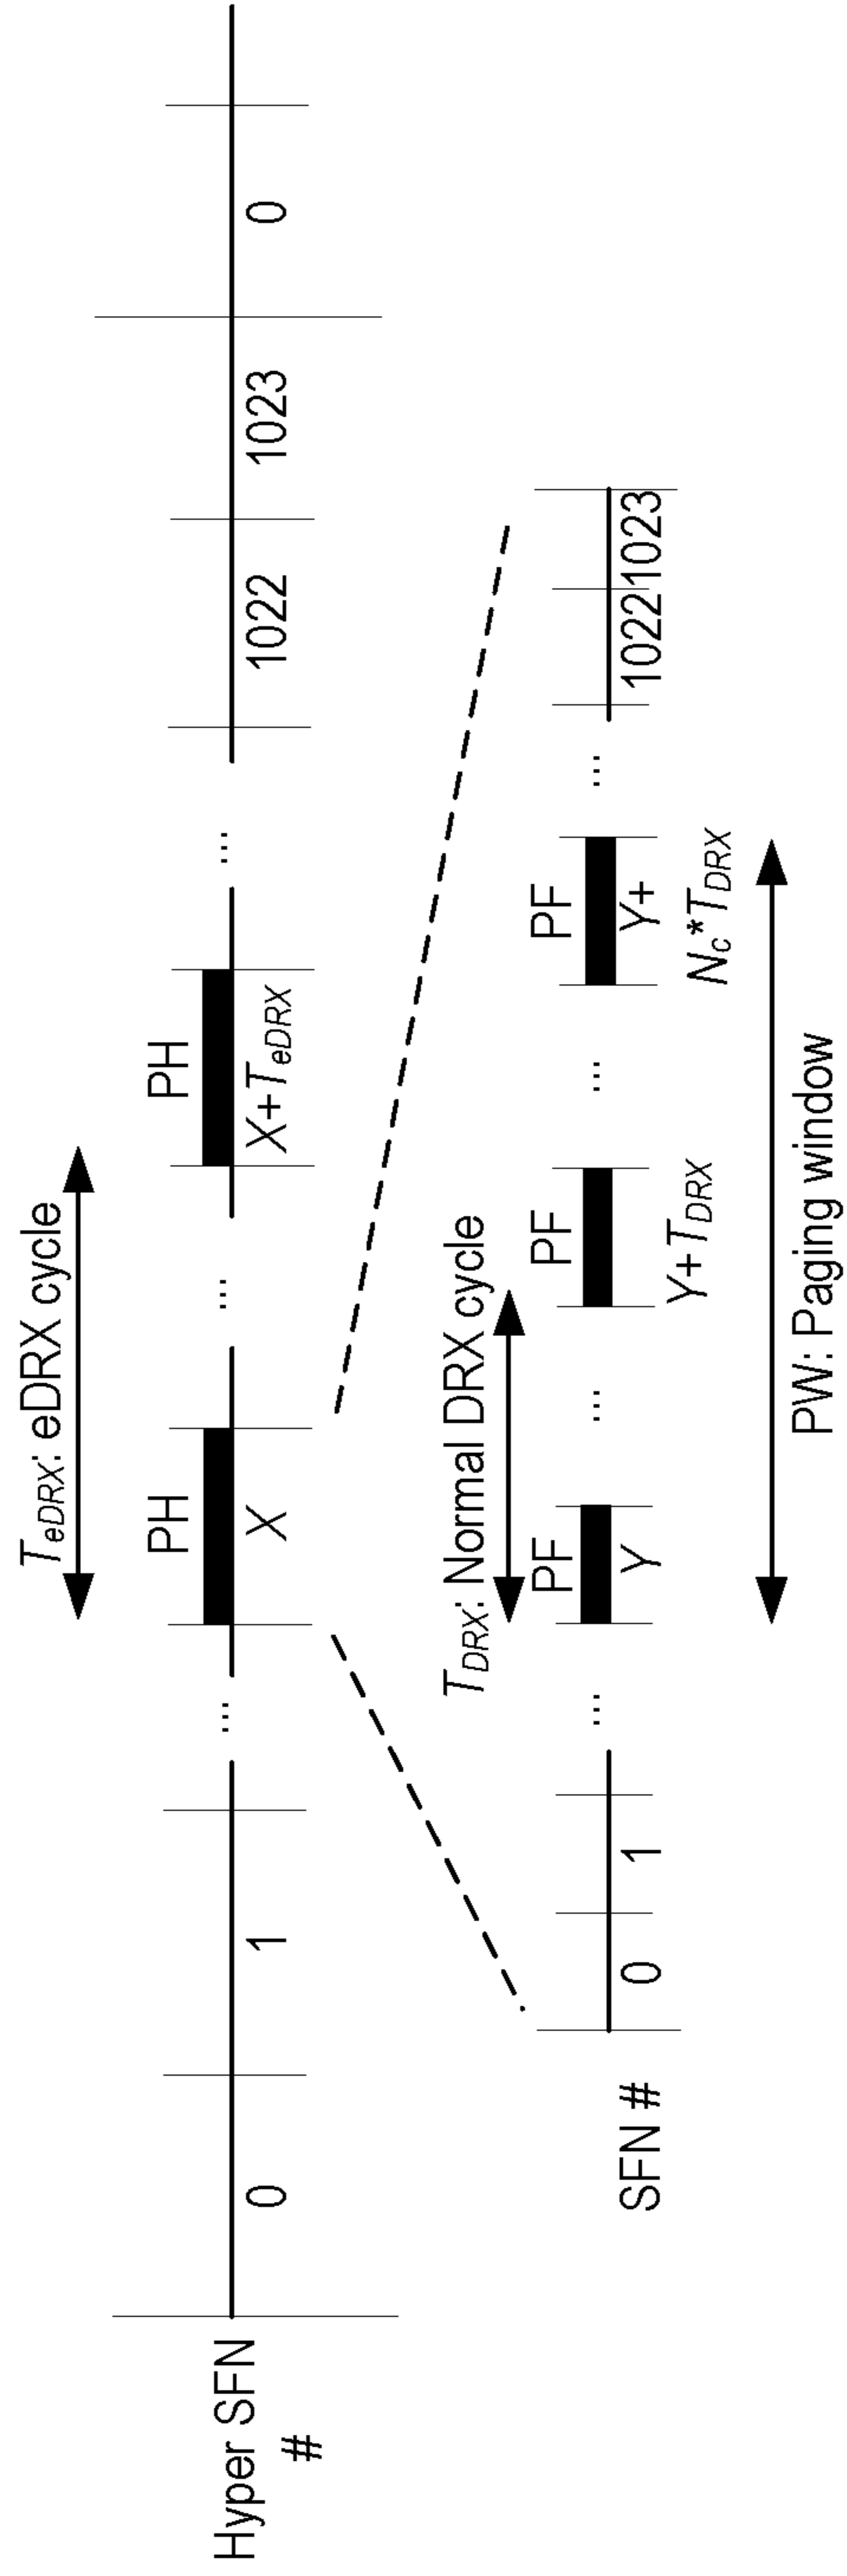 T_eDRX: eDRX cycle
PH
PH
Hyper SFN
#
0
1
...
X
...
X+T_eDRX
...
1022
1023
0
T_DRX: Normal DRX cycle
PF
PF
PF
SFN #
0
1
...
Y
...
Y+T_DRX
...
Y+
N_c*T_DRX
...
1022
1023
PW: Paging window